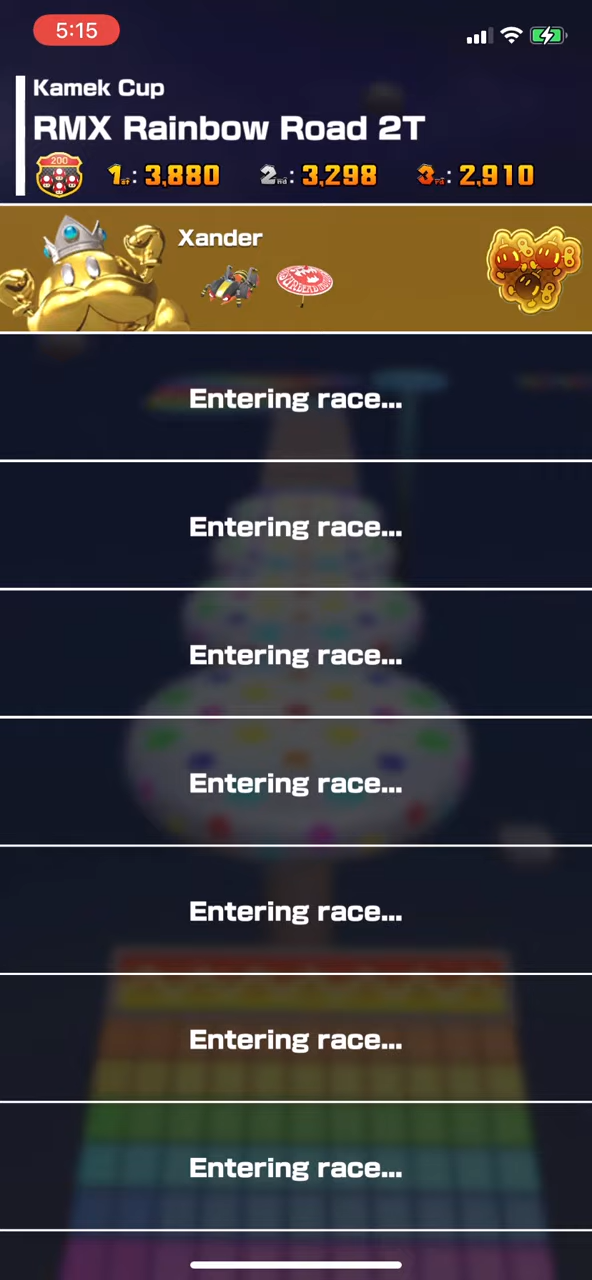 5:15
Kamek Cup
RMX Rainbow Road 2T
200 1st: 3,880 2nd: 3,298 3rd: 2,910
Xander
Entering race...
Entering race...
Entering race...
Entering race...
Entering race...
Entering race...
Entering race...